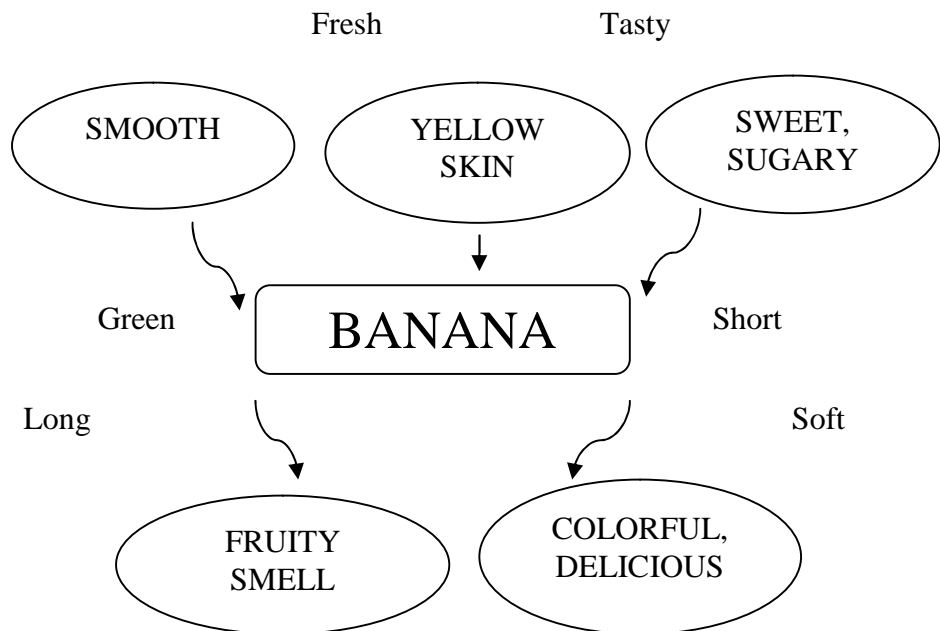 Fresh Tasty
SMOOTH
YELLOW
SKIN
SWEET,
SUGARY
Green
BANANA
Short
Long
Soft
FRUITY
SMELL
COLORFUL,
DELICIOUS